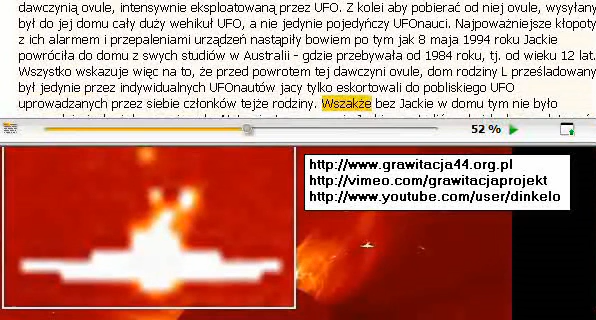 dawczynią ovule, intensywnie eksploatowaną przez UFO. Z kolei aby pobierać od niej ovule, wysyłany
był do jej domu cały duży wehikuł UFO, a nie jedynie pojedyńczy UFOnauci. Najpoważniejsze kłopoty
z ich alarmem i przepaleniami urządzeń nastąpiły bowiem po tym jak 8 maja 1994 roku Jackie
powróciła do domu z swych studiów w Australii - gdzie przebywała od 1984 roku, tj. od wieku 12 lat.
Wszystko wskazuje więc na to, że przed powrotem tej dawczyni ovule, dom rodziny L prześladowany
był jedynie przez indywidualnych UFOnautów jacy tylko eskortowali do pobliskiego UFO
uprowadzanych przez siebie członków tejże rodziny. Wszakże bez Jackie w domu tym nie było
52 %
http://www.grawitacja44.org.pl
http://vimeo.com/grawitacjaprojekt
http://www.youtube.com/user/dinkelo